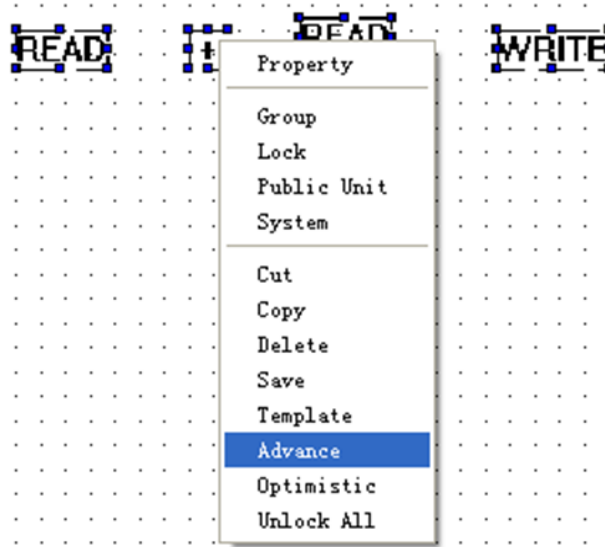 READ + READ WRITE
Property
Group
Lock
Public Unit
System
Cut
Copy
Delete
Save
Template
Advance
Optimistic
Unlock All